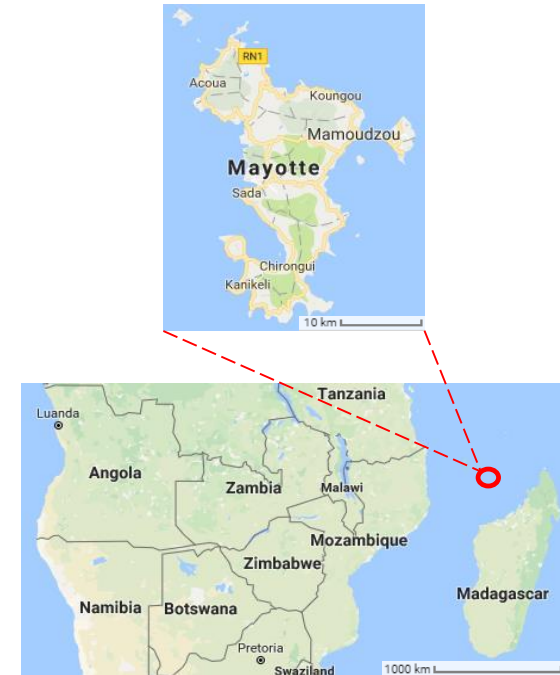 RN1
Acoua
Koungou
Mamoudzou
Mayotte
Sada
Chirongui
Kanikeli
10 km
Tanzania
Luanda
Angola
Zambia
Malawi
Mozambique
Zimbabwe
Madagascar
Namibia
Botswana
Pretoria
Swaziland
1000 km